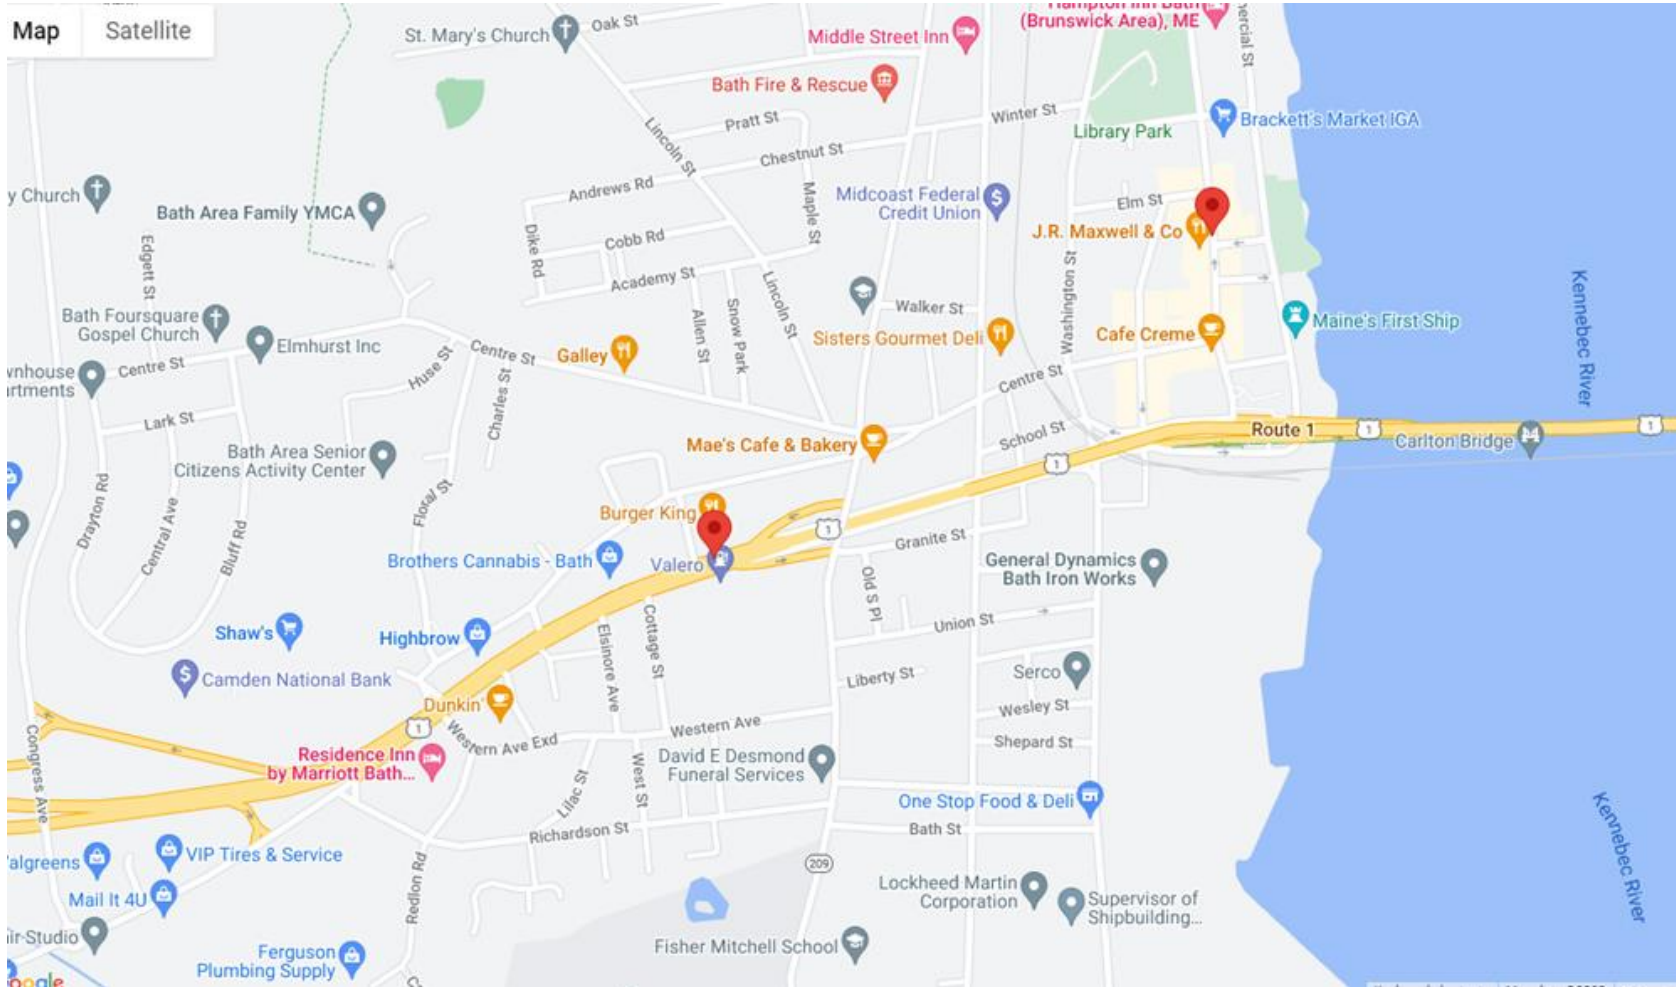 Map
Satellite
St. Mary's Church
Oak St
Middle Street Inn
Hampton Inn Bath
(Brunswick Area), ME
Bath Fire & Rescue
Winter St
Brackett's Market IGA
Library Park
Pratt St
Lincoln St
Chestnut St
Andrews Rd
Maple St
Midcoast Federal
Credit Union
Elm St
y Church
Bath Area Family YMCA
J.R. Maxwell & Co
Dike Rd
Cobb Rd
Edgett St
Academy St
Lincoln St
Washington St
Kennebec River
Walker St
Allen St
Snow Park
Bath Foursquare
Gospel Church
Elmhurst Inc
Sisters Gourmet Deli
Cafe Creme
Maine's First Ship
Centre St
Galley
Huse St
Centre St
Centre St
Charles St
Lark St
School St
Route 1
1
1
Carlton Bridge
Mae's Cafe & Bakery
Bath Area Senior
Citizens Activity Center
1
Drayton Rd
Central Ave
Bluff Rd
Floral St
Burger King
1
Granite St
Brothers Cannabis - Bath
Valero
Old S Pl
General Dynamics
Bath Iron Works
Shaw's
Highbrow
Elsinore Ave
Cottage St
Union St
Camden National Bank
Liberty St
Serco
Dunkin'
1
Western Ave Exd
Western Ave
Wesley St
Shepard St
Congress Ave
Residence Inn
by Marriott Bath...
David E Desmond
Funeral Services
Lilac St
West St
One Stop Food & Deli
Bath St
Richardson St
Kennebec River
algreens
VIP Tires & Service
209
Mail It 4U
Redlon Rd
Lockheed Martin
Corporation
Supervisor of
Shipbuilding...
Fisher Mitchell School
Ferguson
Plumbing Supply